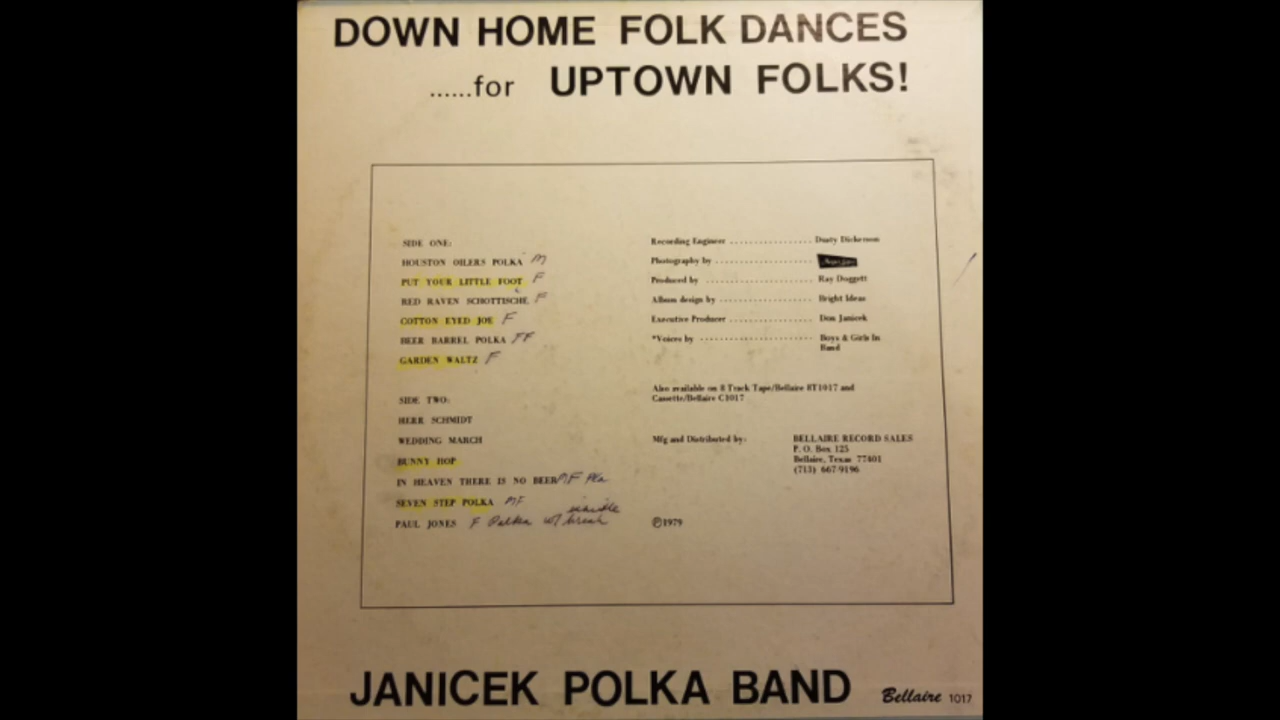 DOWN HOME FOLK DANCES
......for UPTOWN FOLKS!
SIDE ONE:
HOUSTON OILERS POLKA M
PUT YOUR LITTLE FOOT F
RED RAVEN SCHOTTISCHE F
COTTON EYED JOE F
BEER BARREL POLKA FF
GARDEN WALTZ F
SIDE TWO:
HERR SCHMIDT
WEDDING MARCH
BUNNY HOP
IN HEAVEN THERE IS NO BEER
SEVEN STEP POLKA MF
PAUL JONES F Polka w/ break
Recording Engineer ................. Dusty Dickerson
Photography by ....................
Produced by ....................... Ray Doggett
Album design by ................... Bright Ideas
Executive Producer ................ Don Janicek
*Voices by ........................ Boys & Girls In
Band
Also available on 8 Track Tape/Bellaire 8T1017 and
Cassette/Bellaire C1017
Mfg and Distributed by: BELLAIRE RECORD SALES
P. O. Box 125
Bellaire, Texas 77401
(713) 667-9196
Ⓟ1979
JANICEK POLKA BAND
Bellaire 1017